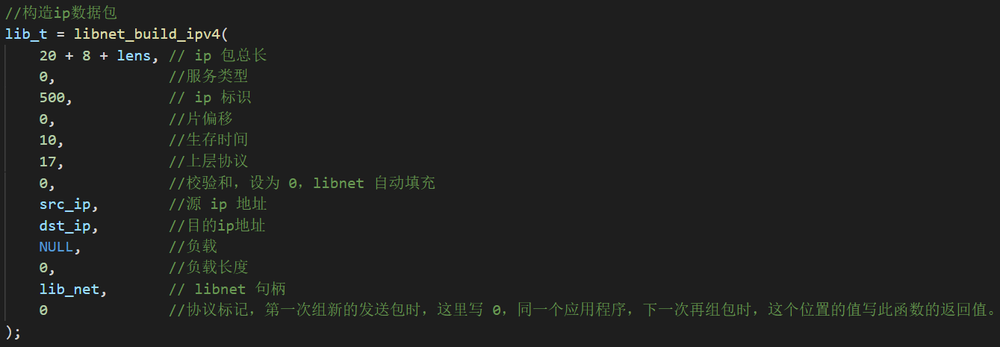 //构造ip数据包
lib_t = libnet_build_ipv4(
    20 + 8 + lens, // ip 包总长
    0,             //服务类型
    500,           // ip 标识
    0,             //片偏移
    10,            //生存时间
    17,            //上层协议
    0,             //校验和，设为 0，libnet 自动填充
    src_ip,        //源 ip 地址
    dst_ip,        //目的ip地址
    NULL,          //负载
    0,             //负载长度
    lib_net,       // libnet 句柄
    0              //协议标记，第一次组新的发送包时，这里写 0，同一个应用程序，下一次再组包时，这个位置的值写此函数的返回值。
);